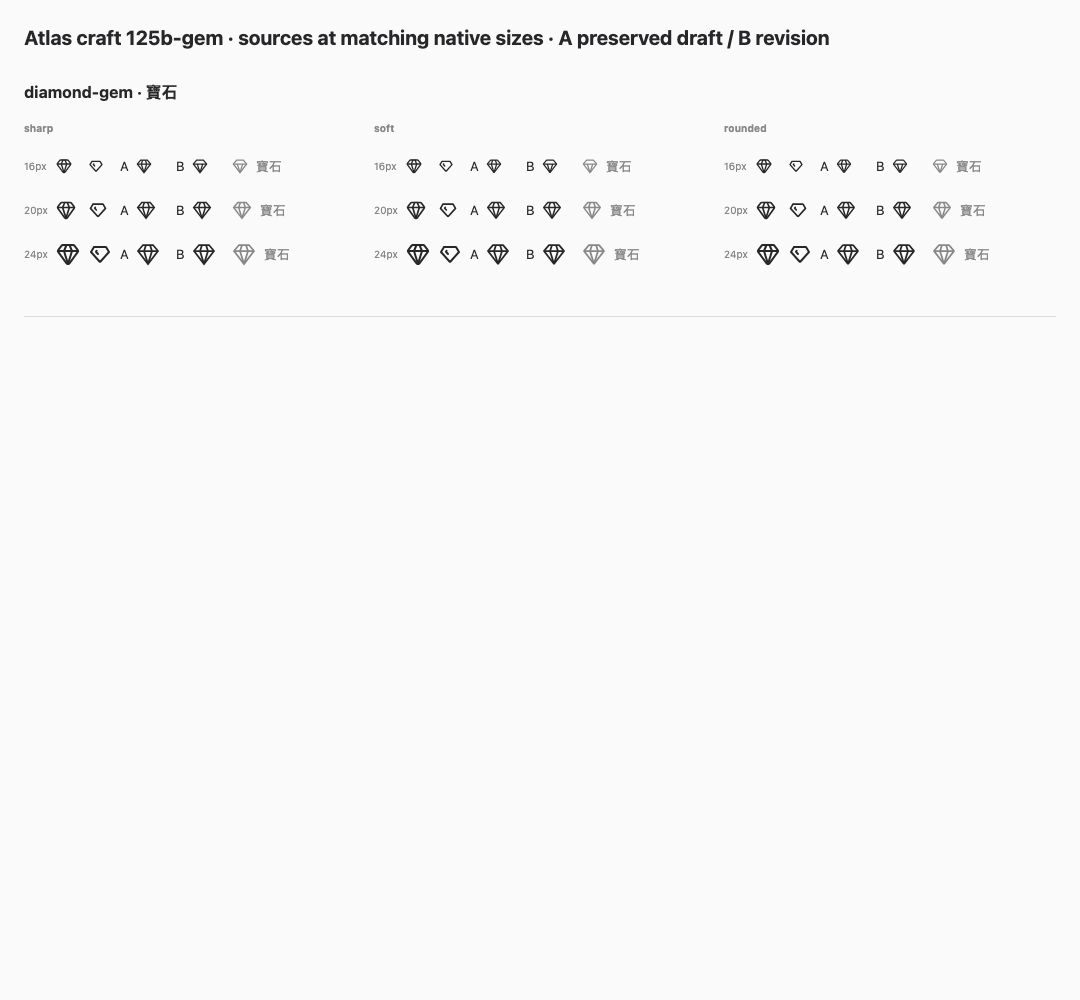 Atlas craft 125b-gem · sources at matching native sizes · A preserved draft / B revision
diamond-gem · 寶石
sharp soft rounded
16px A B 寶石 16px A B 寶石 16px A B 寶石
20px A B 寶石 20px A B 寶石 20px A B 寶石
24px A B 寶石 24px A B 寶石 24px A B 寶石